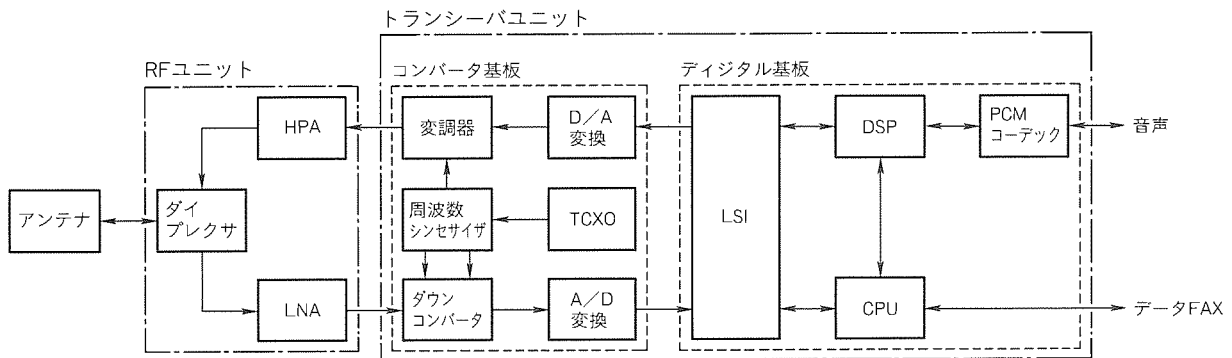 トランシーバユニット
RFユニット
コンバータ基板
ディジタル基板
HPA
変調器
D/A
変換
LSI
DSP
PCM
コーデック
音声
アンテナ
ダイ
プレクサ
周波数
シンセサイザ
TCXO
LNA
ダウン
コンバータ
A/D
変換
CPU
データFAX